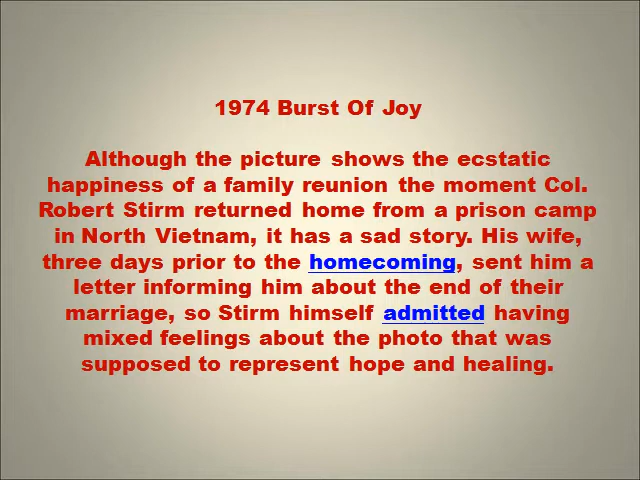 1974 Burst Of Joy
Although the picture shows the ecstatic
happiness of a family reunion the moment Col.
Robert Stirm returned home from a prison camp
in North Vietnam, it has a sad story. His wife,
three days prior to the homecoming, sent him a
letter informing him about the end of their
marriage, so Stirm himself admitted having
mixed feelings about the photo that was
supposed to represent hope and healing.